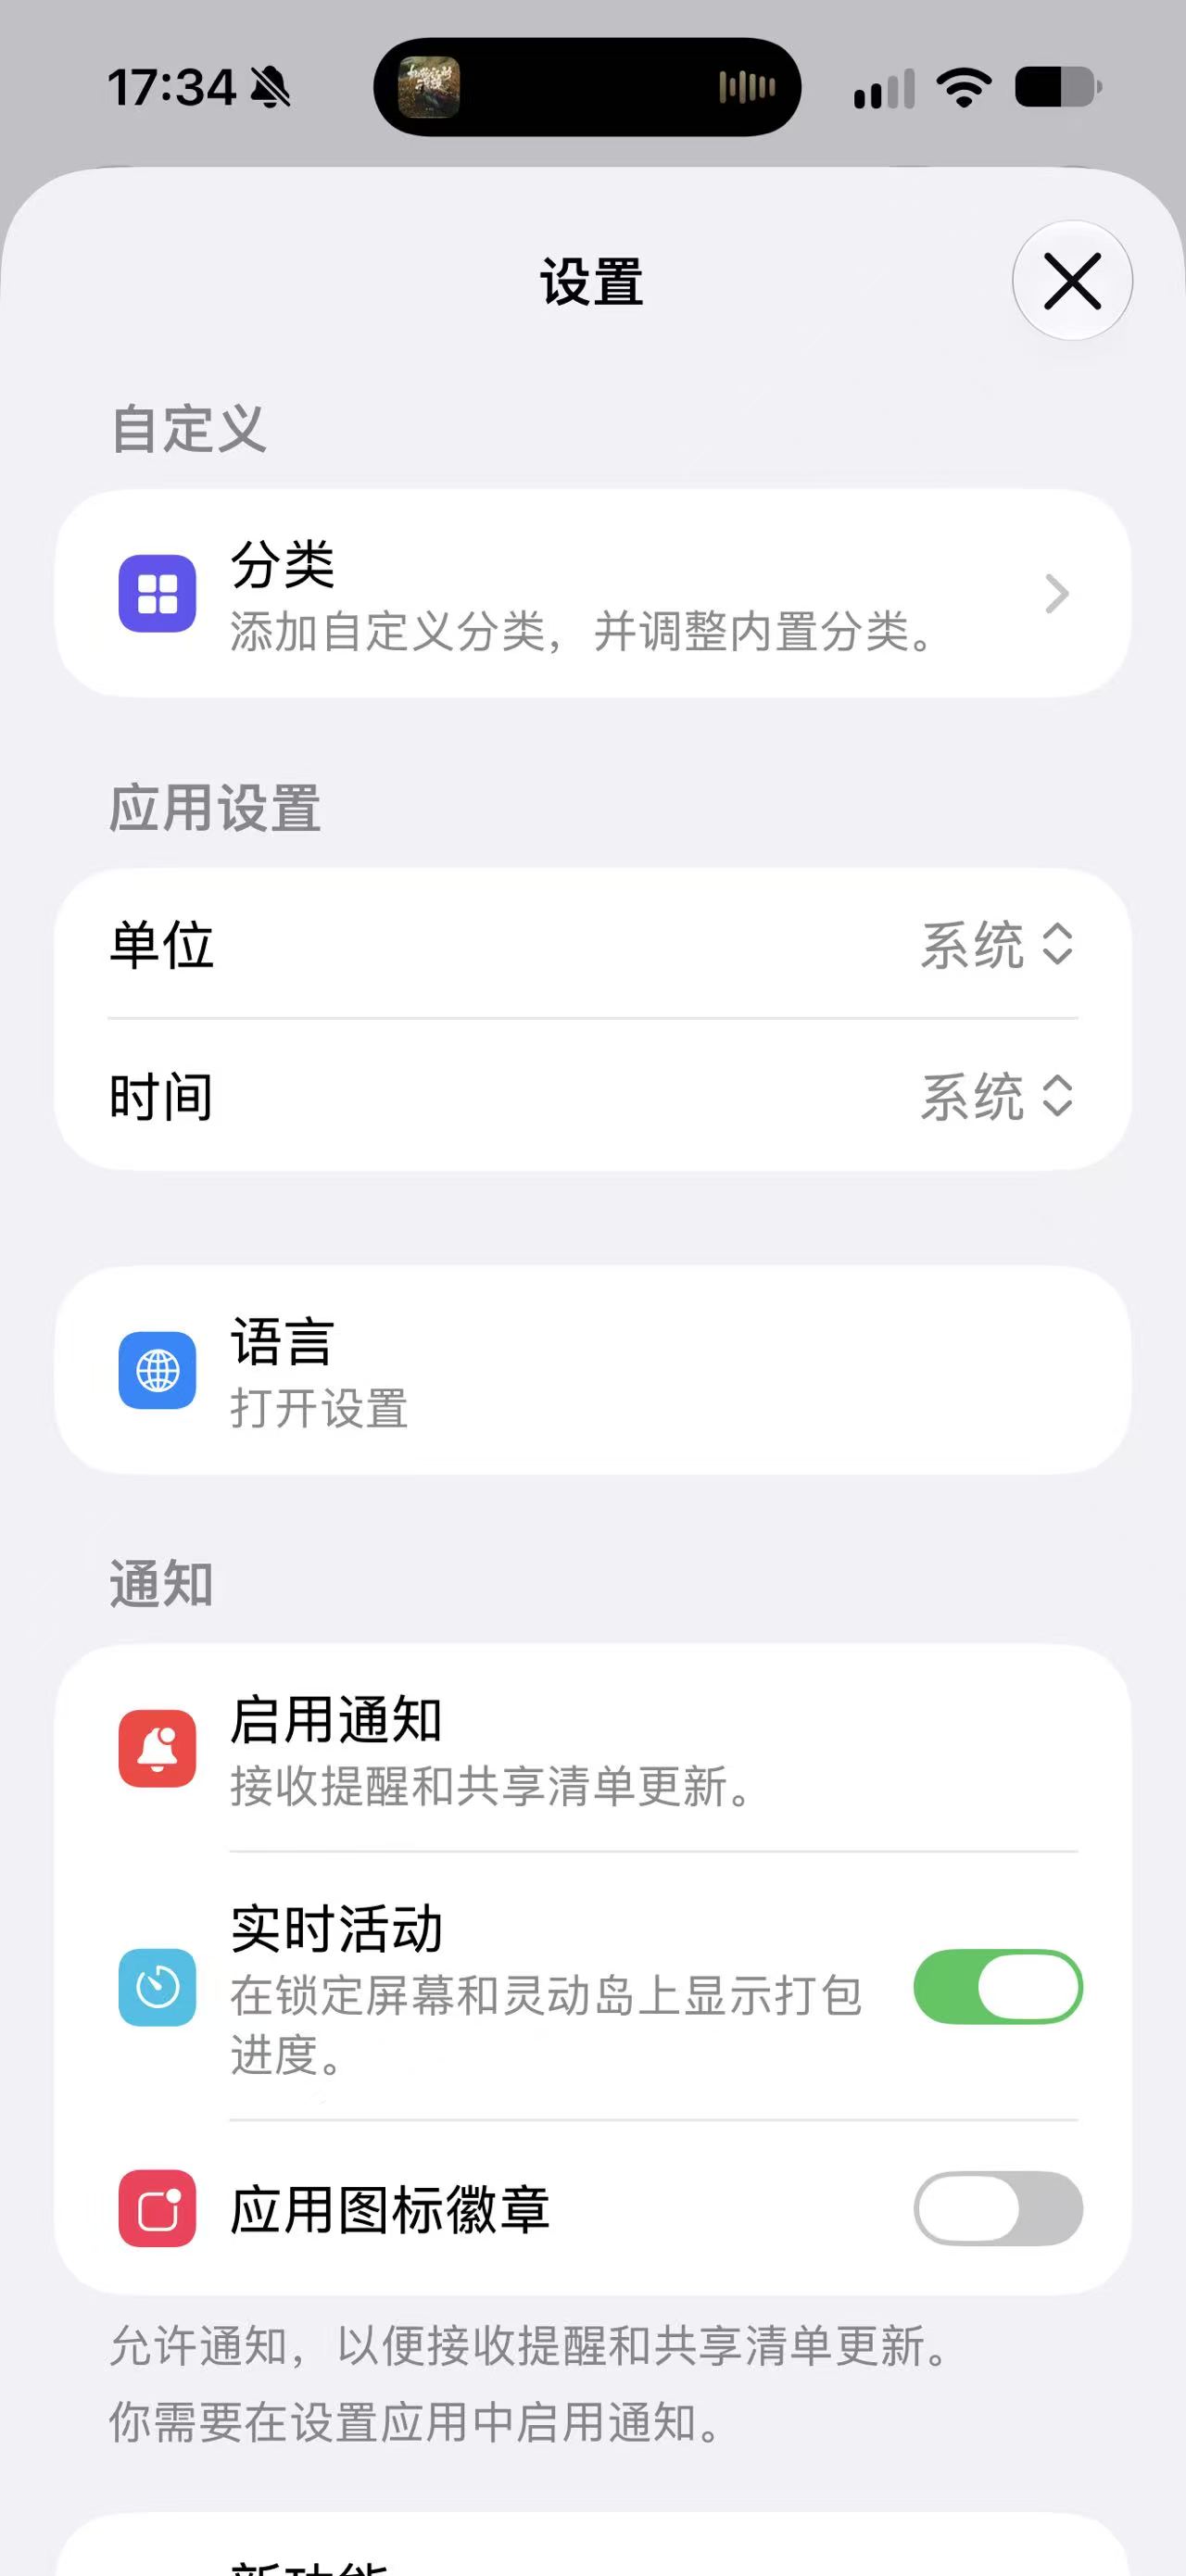 17:34
设置
自定义
分类
添加自定义分类，并调整内置分类。
应用设置
单位
系统
时间
系统
语言
打开设置
通知
启用通知
接收提醒和共享清单更新。
实时活动
在锁定屏幕和灵动岛上显示打包
进度。
应用图标徽章
允许通知，以便接收提醒和共享清单更新。
你需要在设置应用中启用通知。
新功能